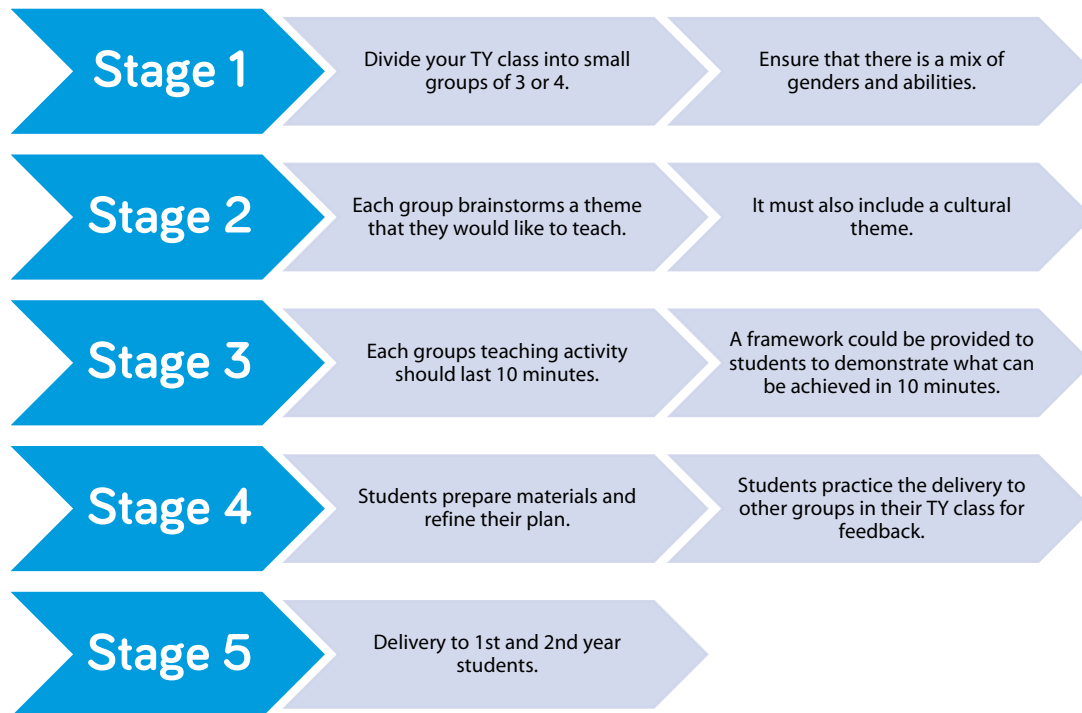 Stage 1
Divide your TY class into small
groups of 3 or 4.
Ensure that there is a mix of
genders and abilities.
Stage 2
Each group brainstorms a theme
that they would like to teach.
It must also include a cultural
theme.
Stage 3
Each groups teaching activity
should last 10 minutes.
A framework could be provided to
students to demonstrate what can
be achieved in 10 minutes.
Stage 4
Students prepare materials and
refine their plan.
Students practice the delivery to
other groups in their TY class for
feedback.
Stage 5
Delivery to 1st and 2nd year
students.